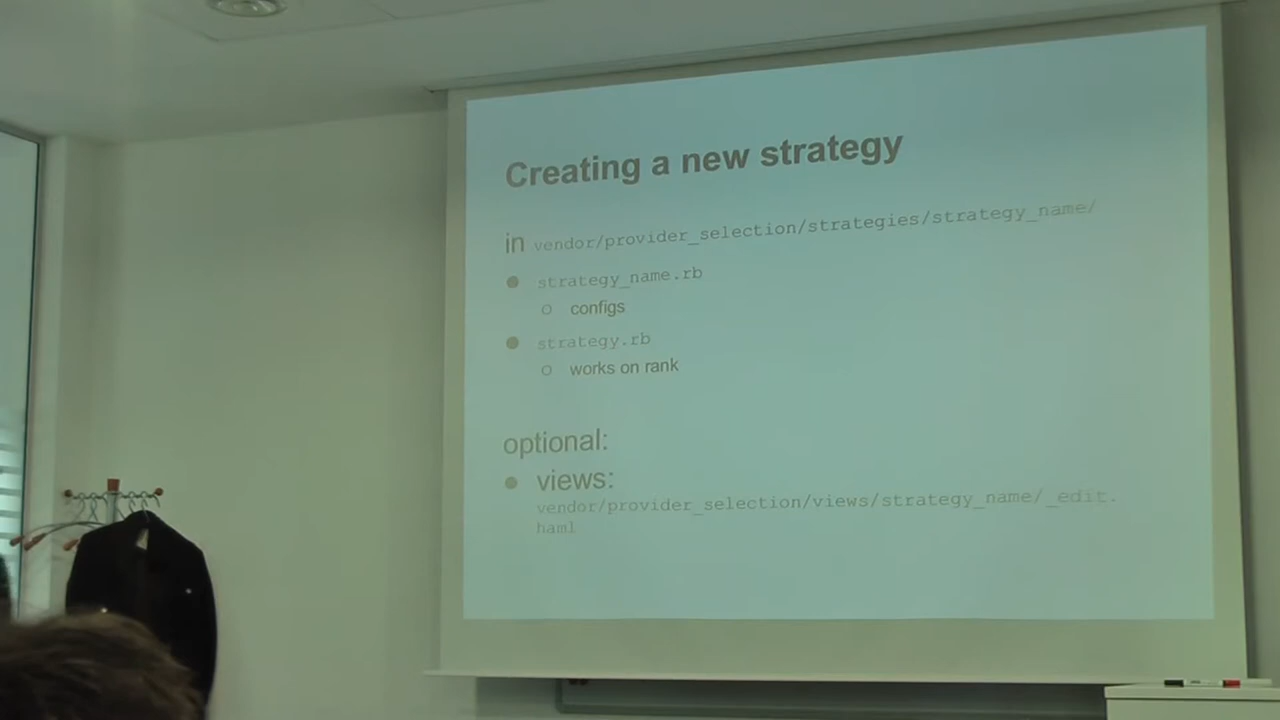 Creating a new strategy
in vendor/provider_selection/strategies/strategy_name/
strategy_name.rb
configs
strategy.rb
works on rank
optional:
views:
vendor/provider_selection/views/strategy_name/_edit.
haml